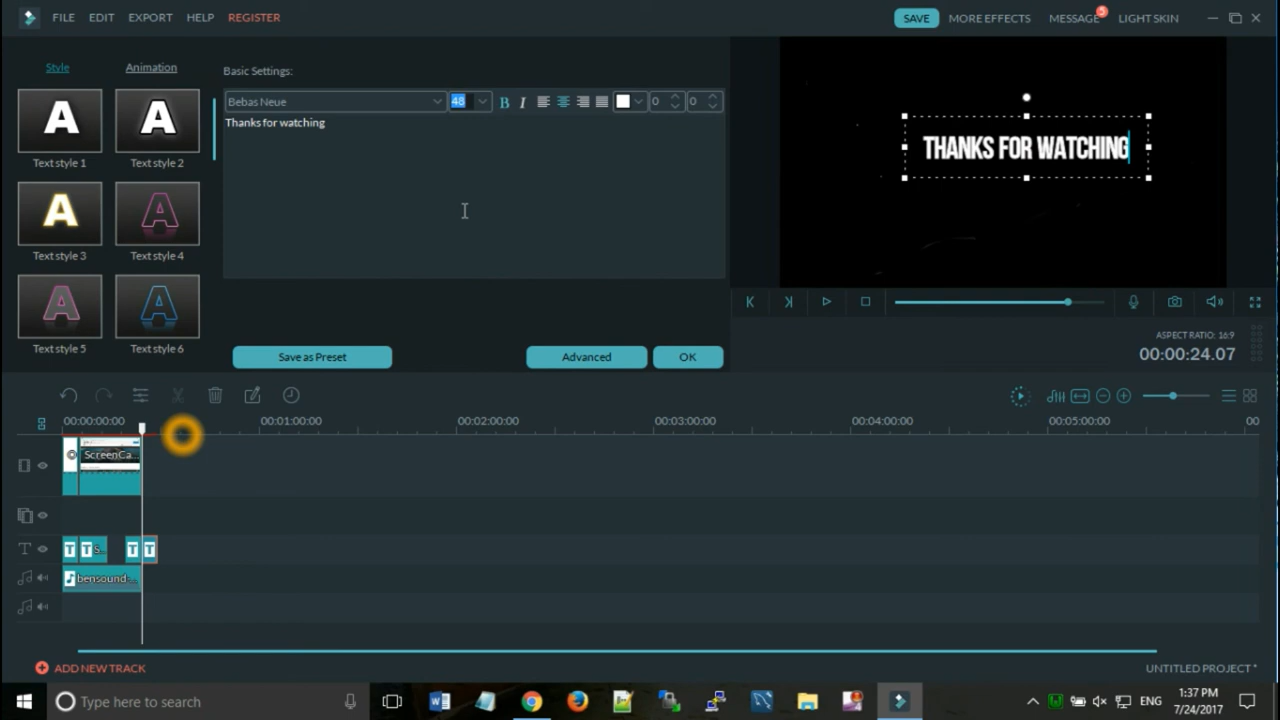 FILE EDIT EXPORT HELP REGISTER SAVE MORE EFFECTS MESSAGE 5 LIGHT SKIN
Style Animation
Basic Settings:
Bebas Neue 48 B I 0 0
Thanks for watching
THANKS FOR WATCHING
A A
Text style 1 Text style 2
A A
Text style 3 Text style 4
A A
Text style 5 Text style 6
Save as Preset Advanced OK
ASPECT RATIO: 16:9
00:00:24.07
00:00:00:00 00:01:00:00 00:02:00:00 00:03:00:00 00:04:00:00 00:05:00:00 00
ScreenCa...
T T S.. T T
bensound-...
ADD NEW TRACK UNTITLED PROJECT *
Type here to search ENG 1:37 PM
7/24/2017